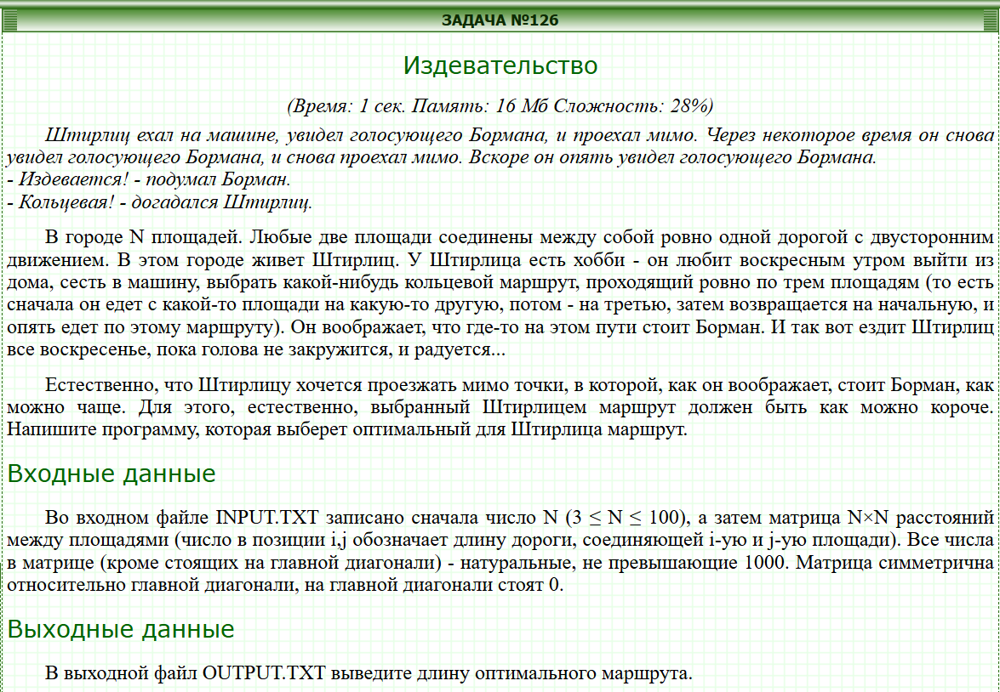 ЗАДАЧА №126
Издевательство
(Время: 1 сек. Память: 16 Мб Сложность: 28%)
Штирлиц ехал на машине, увидел голосующего Бормана, и проехал мимо. Через некоторое время он снова
увидел голосующего Бормана, и снова проехал мимо. Вскоре он опять увидел голосующего Бормана.
- Издевается! - подумал Борман.
- Кольцевая! - догадался Штирлиц.
В городе N площадей. Любые две площади соединены между собой ровно одной дорогой с двусторонним
движением. В этом городе живет Штирлиц. У Штирлица есть хобби - он любит воскресным утром выйти из
дома, сесть в машину, выбрать какой-нибудь кольцевой маршрут, проходящий ровно по трем площадям (то есть
сначала он едет с какой-то площади на какую-то другую, потом - на третью, затем возвращается на начальную, и
опять едет по этому маршруту). Он воображает, что где-то на этом пути стоит Борман. И так вот ездит Штирлиц
все воскресенье, пока голова не закружится, и радуется...
Естественно, что Штирлицу хочется проезжать мимо точки, в которой, как он воображает, стоит Борман, как
можно чаще. Для этого, естественно, выбранный Штирлицем маршрут должен быть как можно короче.
Напишите программу, которая выберет оптимальный для Штирлица маршрут.
Входные данные
Во входном файле INPUT.TXT записано сначала число N (3 ≤ N ≤ 100), а затем матрица N×N расстояний
между площадями (число в позиции i,j обозначает длину дороги, соединяющей i-ую и j-ую площади). Все числа
в матрице (кроме стоящих на главной диагонали) - натуральные, не превышающие 1000. Матрица симметрична
относительно главной диагонали, на главной диагонали стоят 0.
Выходные данные
В выходной файл OUTPUT.TXT выведите длину оптимального маршрута.